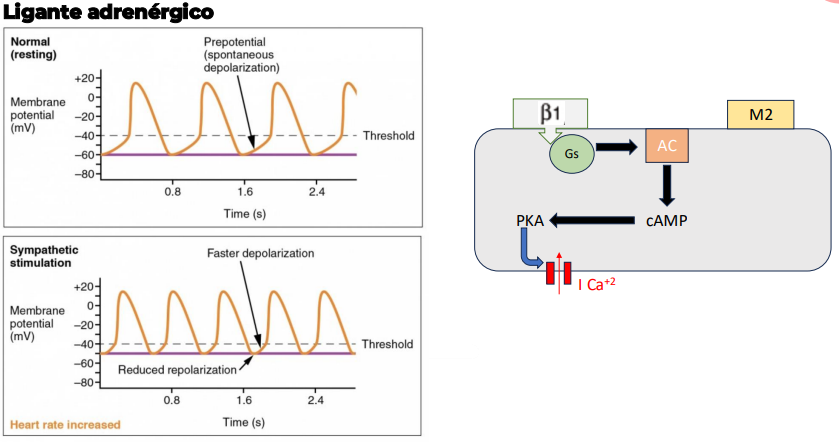 Ligante adrenérgico
Normal
(resting)
Prepotential
(spontaneous
depolarization)
Membrane
potential
(mV)
+20
0
−20
−40
−60
−80
Threshold
0.8
1.6
2.4
Time (s)
Sympathetic
stimulation
Faster depolarization
Membrane
potential
(mV)
+20
0
−20
−40
−60
−80
Threshold
Reduced repolarization
0.8
1.6
2.4
Time (s)
Heart rate increased
β1
M2
Gs
AC
PKA
cAMP
I Ca+2